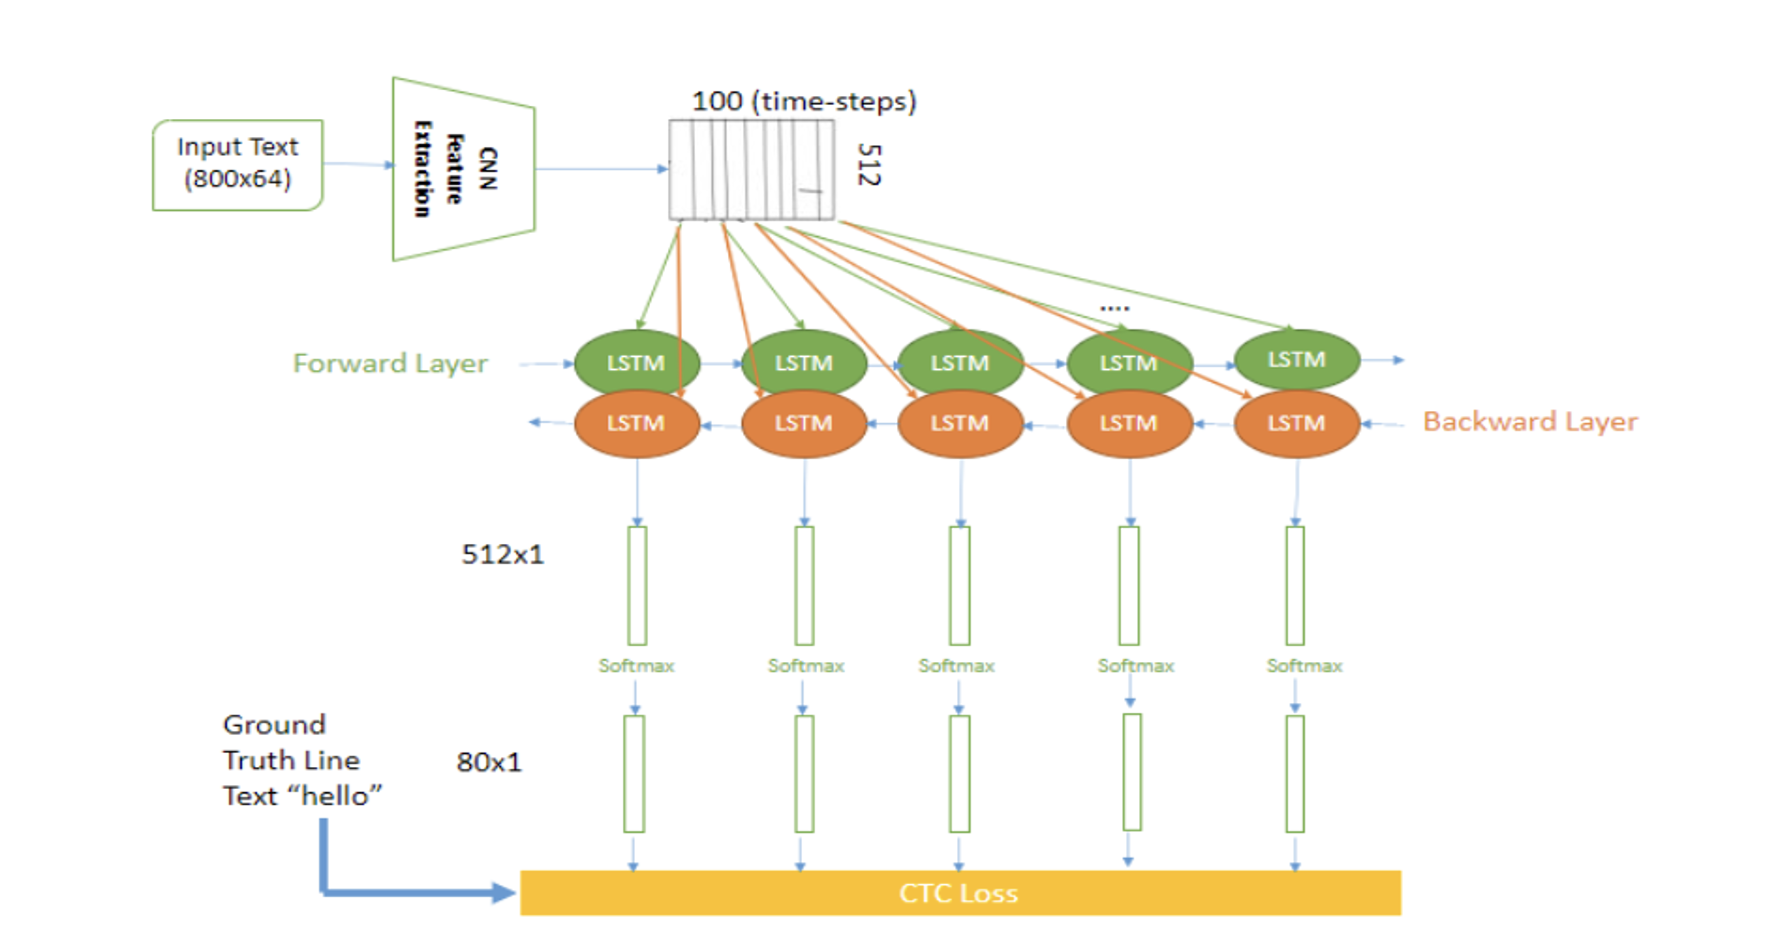 100 (time-steps)
Input Text
(800x64)
CNN
Feature
Extraction
512
....
Forward Layer
LSTM
LSTM
LSTM
LSTM
LSTM
LSTM
LSTM
LSTM
LSTM
LSTM
Backward Layer
512x1
Softmax
Softmax
Softmax
Softmax
Softmax
Ground
Truth Line
Text “hello”
80x1
CTC Loss